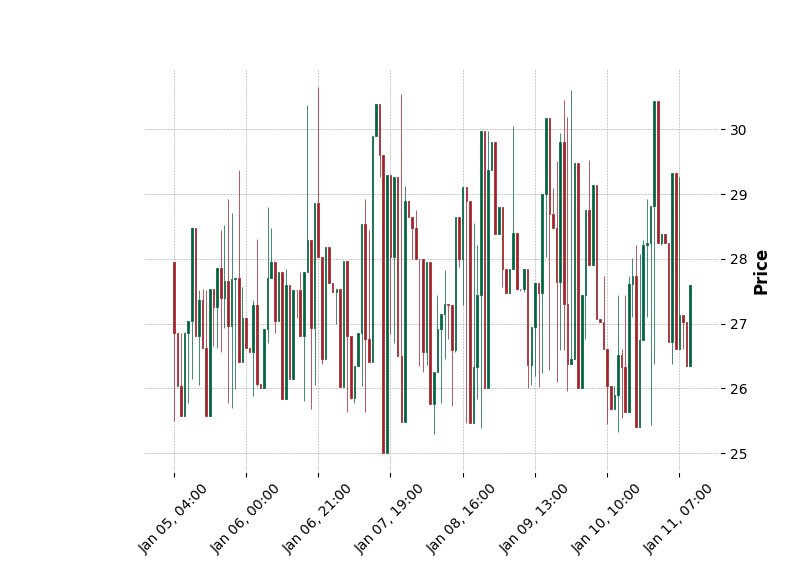 30
29
28
27
26
25
Price
Jan 05, 04:00
Jan 06, 00:00
Jan 06, 21:00
Jan 07, 19:00
Jan 08, 16:00
Jan 09, 13:00
Jan 10, 10:00
Jan 11, 07:00